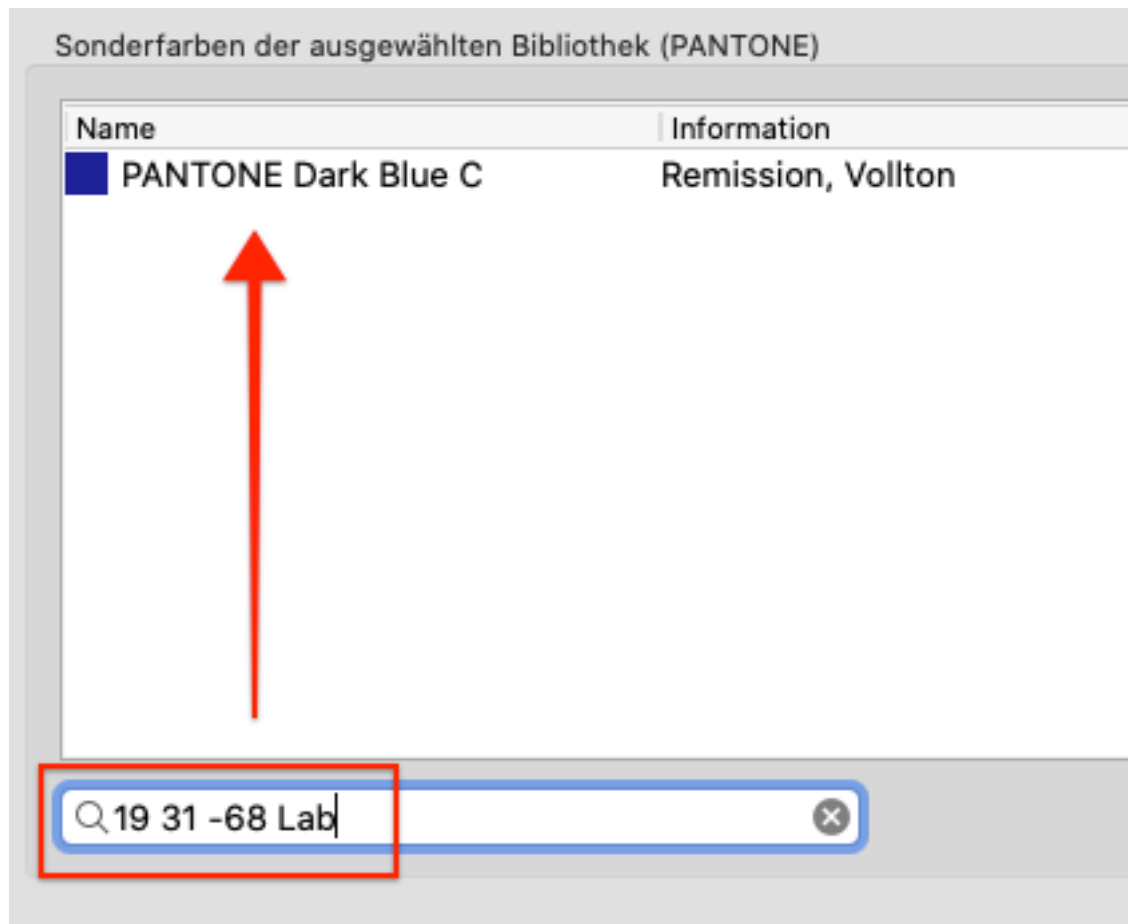 Sonderfarben der ausgewählten Bibliothek (PANTONE)
Name Information
PANTONE Dark Blue C Remission, Vollton
19 31 -68 Lab